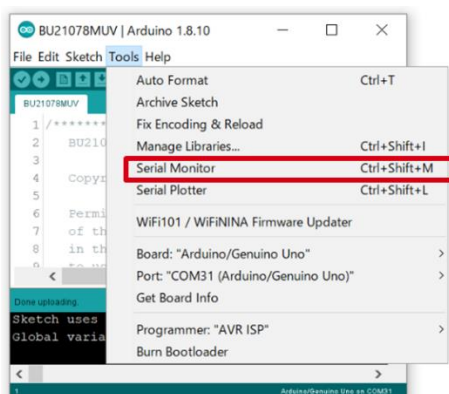 BU21078MUV | Arduino 1.8.10
File Edit Sketch Tools Help
Auto Format Ctrl+T
Archive Sketch
Fix Encoding & Reload
Manage Libraries... Ctrl+Shift+I
Serial Monitor Ctrl+Shift+M
Serial Plotter Ctrl+Shift+L
WiFi101 / WiFiNINA Firmware Updater
Board: "Arduino/Genuino Uno"
Port: "COM31 (Arduino/Genuino Uno)"
Get Board Info
Programmer: "AVR ISP"
Burn Bootloader
BU21078MUV
1 /*******
2 BU210
3
4 Copyr
5
6 Permi
7 of th
8 in th
Done uploading.
Sketch uses
Global varia
1 Arduino/Genuino Uno on COM31